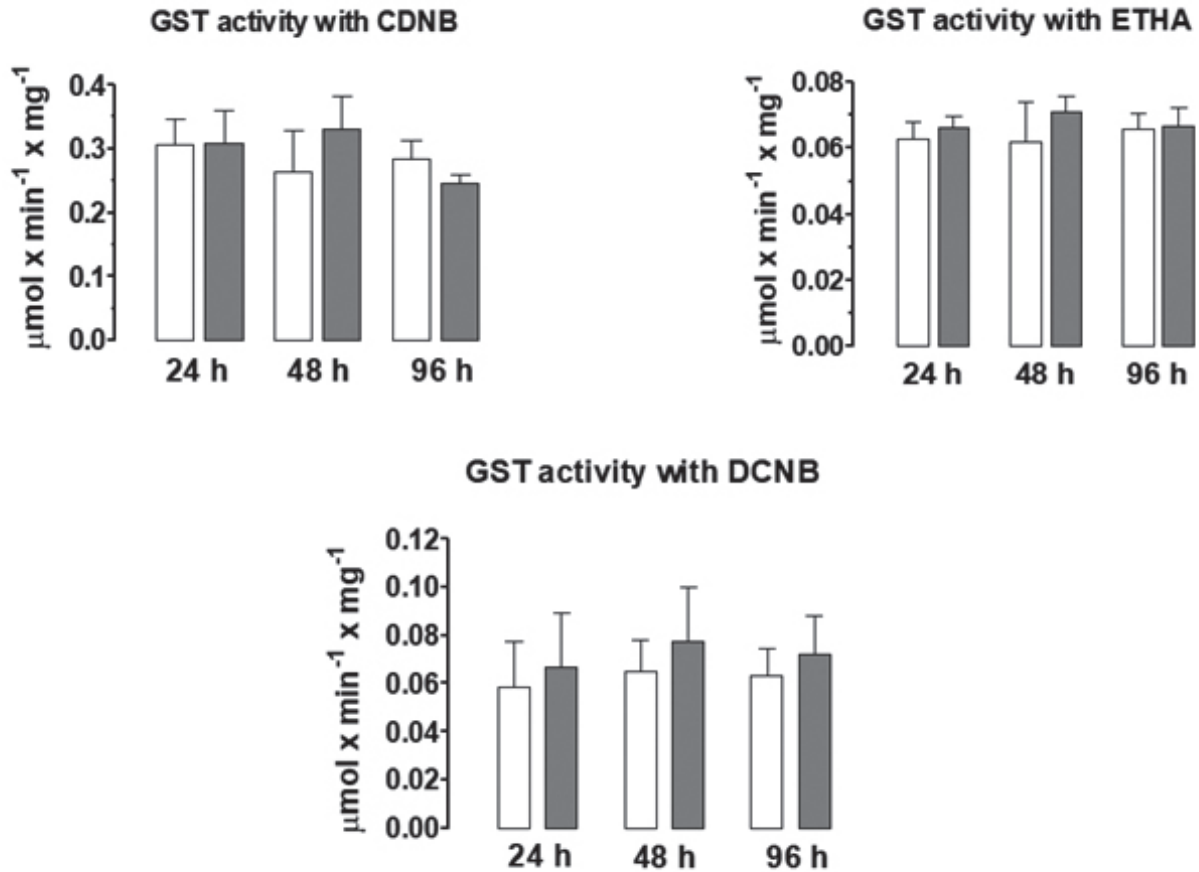 GST activity with CDNB
μmol x min-1 x mg-1
0.4
0.3
0.2
0.1
0.0
24 h 48 h 96 h
GST activity with ETHA
μmol x min-1 x mg-1
0.08
0.06
0.04
0.02
0.00
24 h 48 h 96 h
GST activity with DCNB
μmol x min-1 x mg-1
0.12
0.10
0.08
0.06
0.04
0.02
0.00
24 h 48 h 96 h